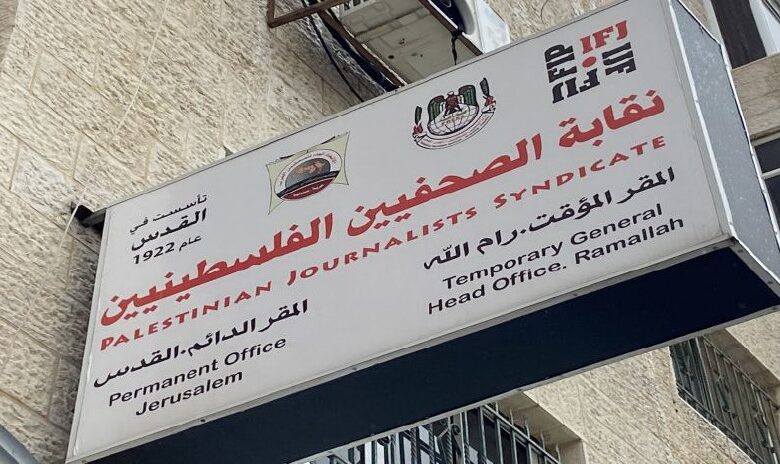 FIP IFJ
نقابة الصحفيين الفلسطينيين
PALESTINIAN JOURNALISTS SYNDICATE
تأسست في
القدس
عام 1922
المقر المؤقت.رام الله
Temporary General
Head Office. Ramallah
المقر الدائم.القدس
Permanent Office
Jerusalem